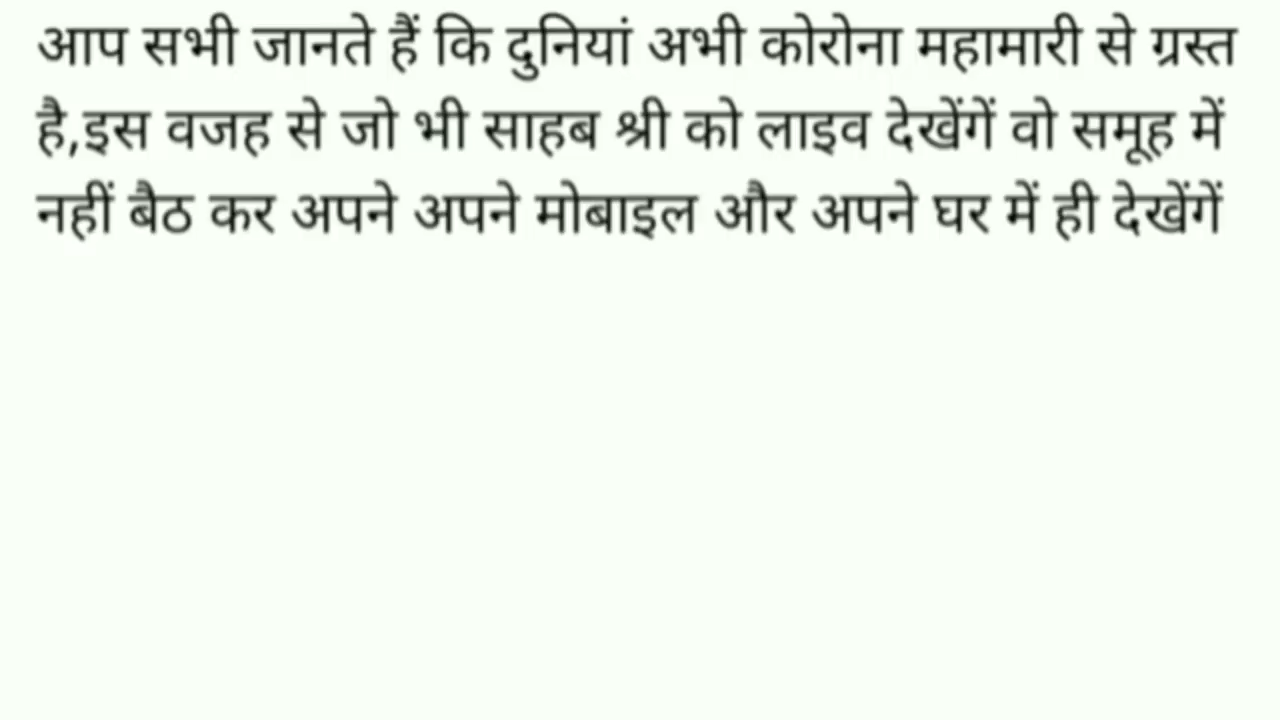 आप सभी जानते हैं कि दुनियां अभी कोरोना महामारी से ग्रस्त
है,इस वजह से जो भी साहब श्री को लाइव देखेंगें वो समूह में
नहीं बैठ कर अपने अपने मोबाइल और अपने घर में ही देखेंगें